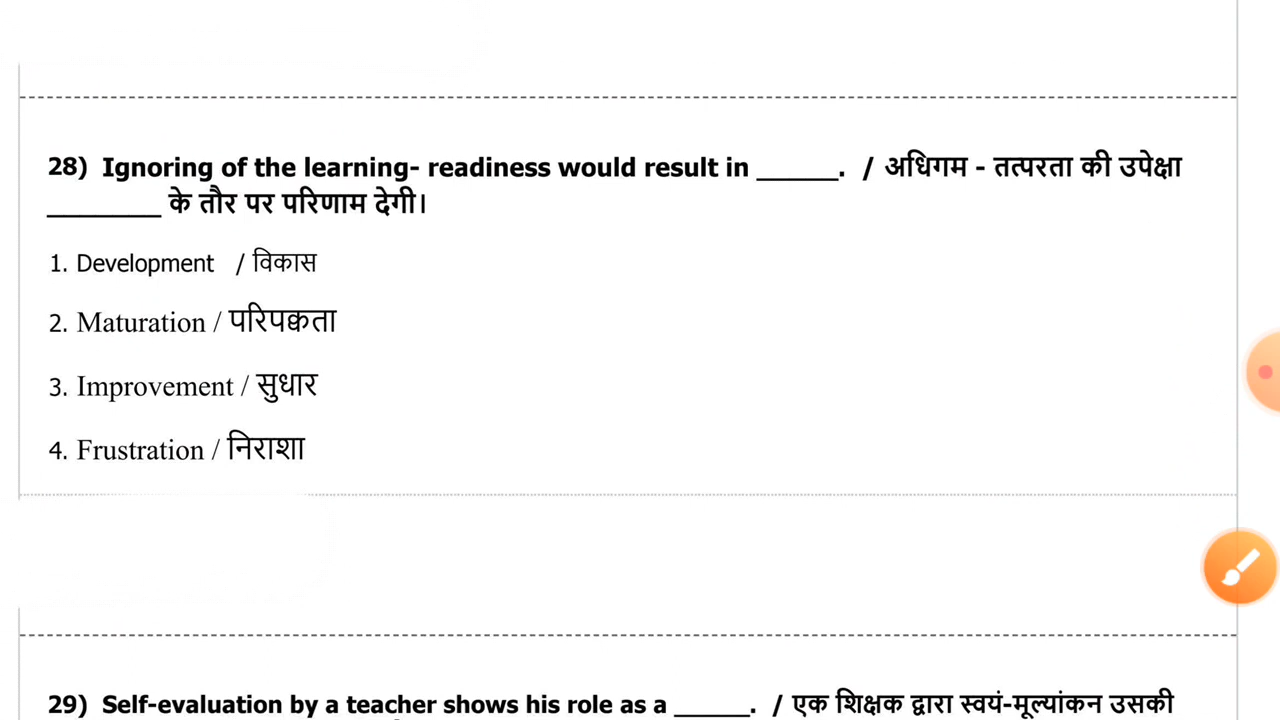 28) Ignoring of the learning- readiness would result in ______. / अधिगम - तत्परता की उपेक्षा
________ के तौर पर परिणाम देगी।
1. Development / विकास
2. Maturation / परिपक्वता
3. Improvement / सुधार
4. Frustration / निराशा
29) Self-evaluation by a teacher shows his role as a ______. / एक शिक्षक द्वारा स्वयं-मूल्यांकन उसकी